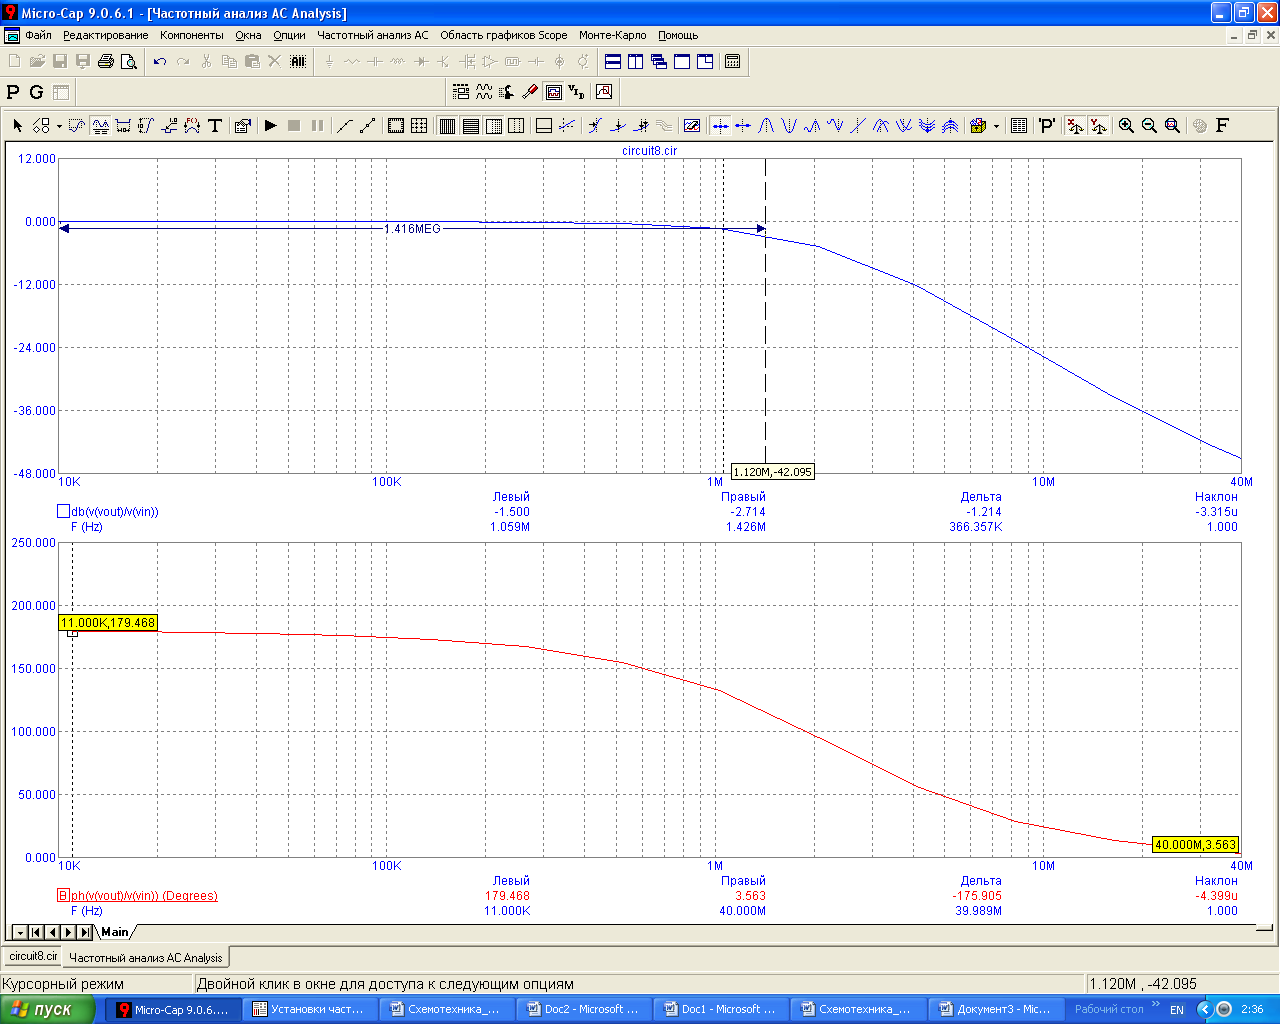 Micro-Cap 9.0.6.1 - [Частотный анализ AC Analysis]
Файл Редактирование Компоненты Окна Опции Частотный анализ AC Область графиков Scope Монте-Карло Помощь
P G
T 'P' F
circuit8.cir
12.000
0.000
1.416MEG
-12.000
-24.000
-36.000
-48.000
1.120M,-42.095
10K 100K 1M 10M 40M
Левый Правый Дельта Наклон
db(v(vout)/v(vin)) -1.500 -2.714 -1.214 -3.315u
F (Hz) 1.059M 1.426M 366.357K 1.000
250.000
200.000
11.000K,179.468
150.000
100.000
50.000
40.000M,3.563
0.000
10K 100K 1M 10M 40M
Левый Правый Дельта Наклон
B ph(v(vout)/v(vin)) (Degrees) 179.468 3.563 -175.905 -4.399u
F (Hz) 11.000K 40.000M 39.989M 1.000
Main
circuit8.cir Частотный анализ AC Analysis
Курсорный режим Двойной клик в окне для доступа к следующим опциям 1.120M , -42.095
пуск Micro-Cap 9.0.6.... Установки част... Схемотехника_... Doc2 - Microsoft ... Doc1 - Microsoft ... Схемотехника_... Документ3 - Mic... Рабочий стол » EN 2:36